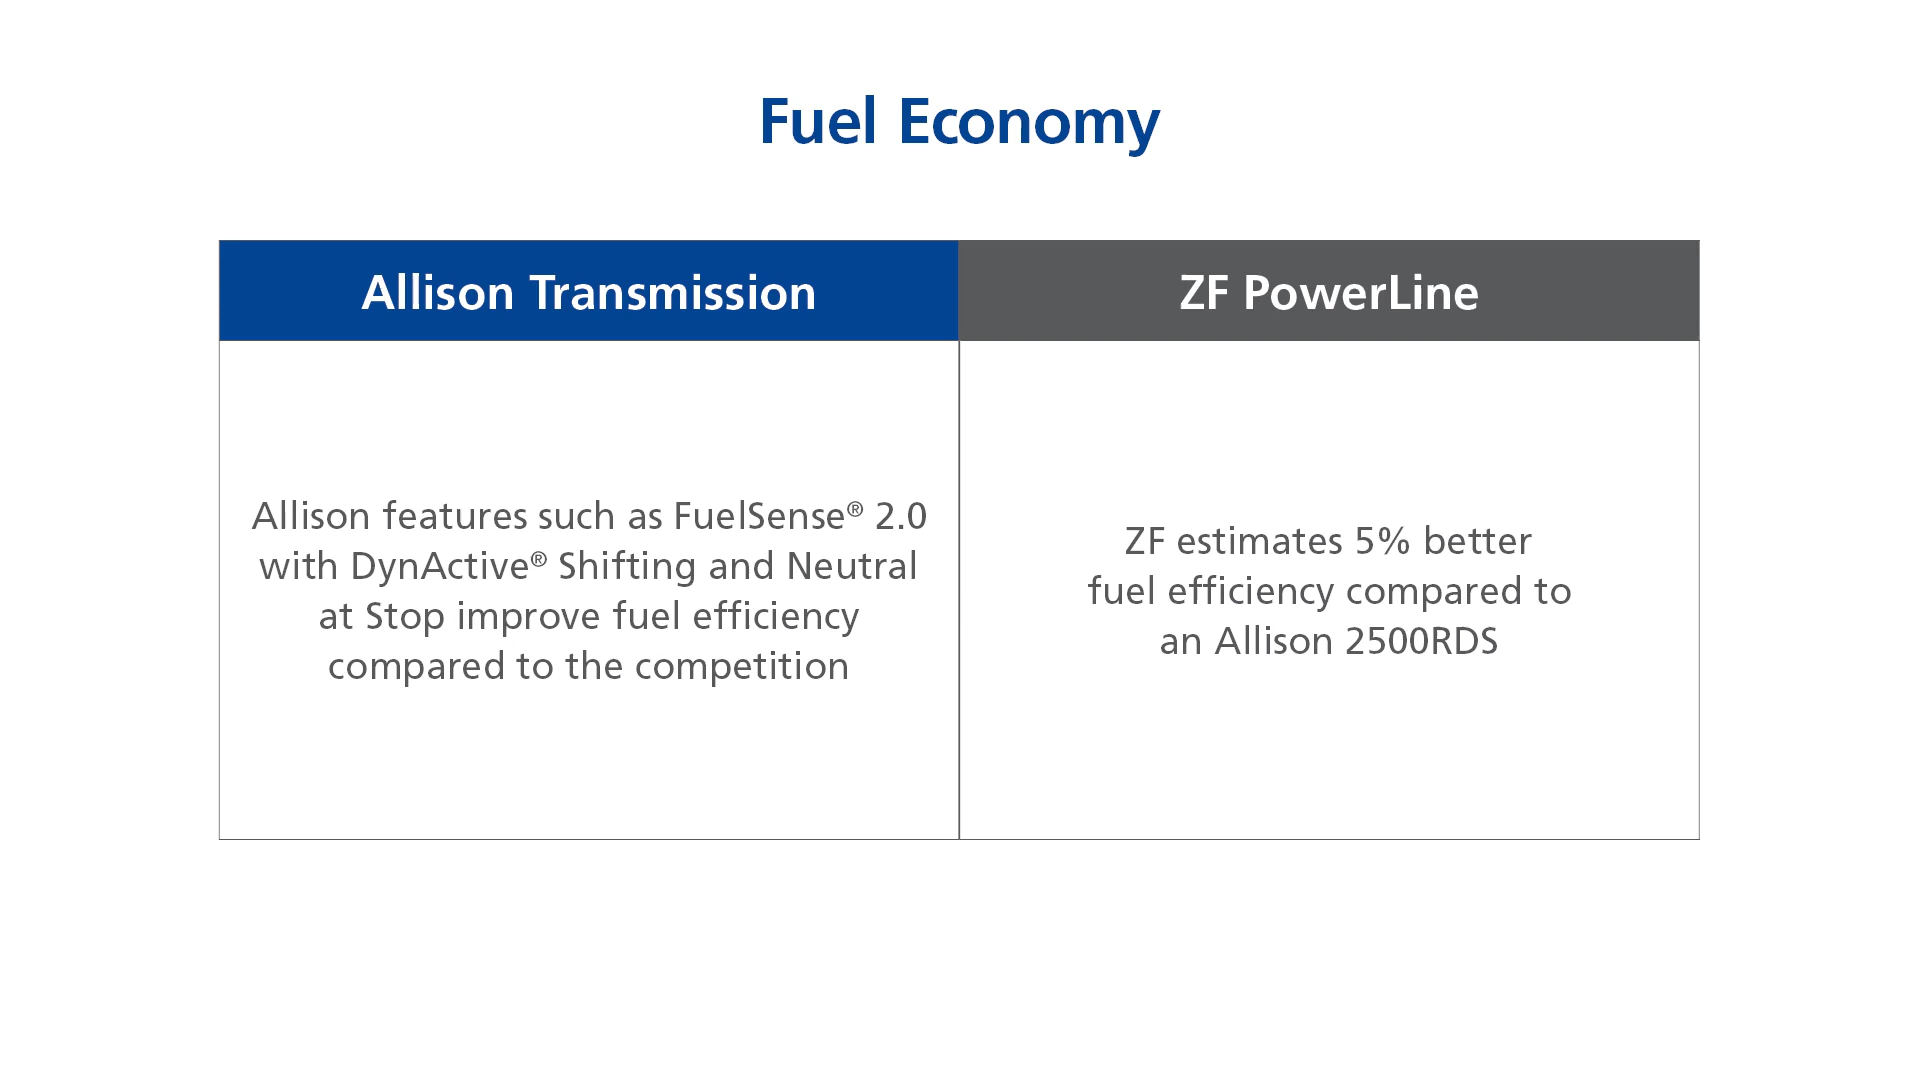 Fuel Economy
Allison Transmission
ZF PowerLine
Allison features such as FuelSense® 2.0
with DynActive® Shifting and Neutral
at Stop improve fuel efficiency
compared to the competition
ZF estimates 5% better
fuel efficiency compared to
an Allison 2500RDS